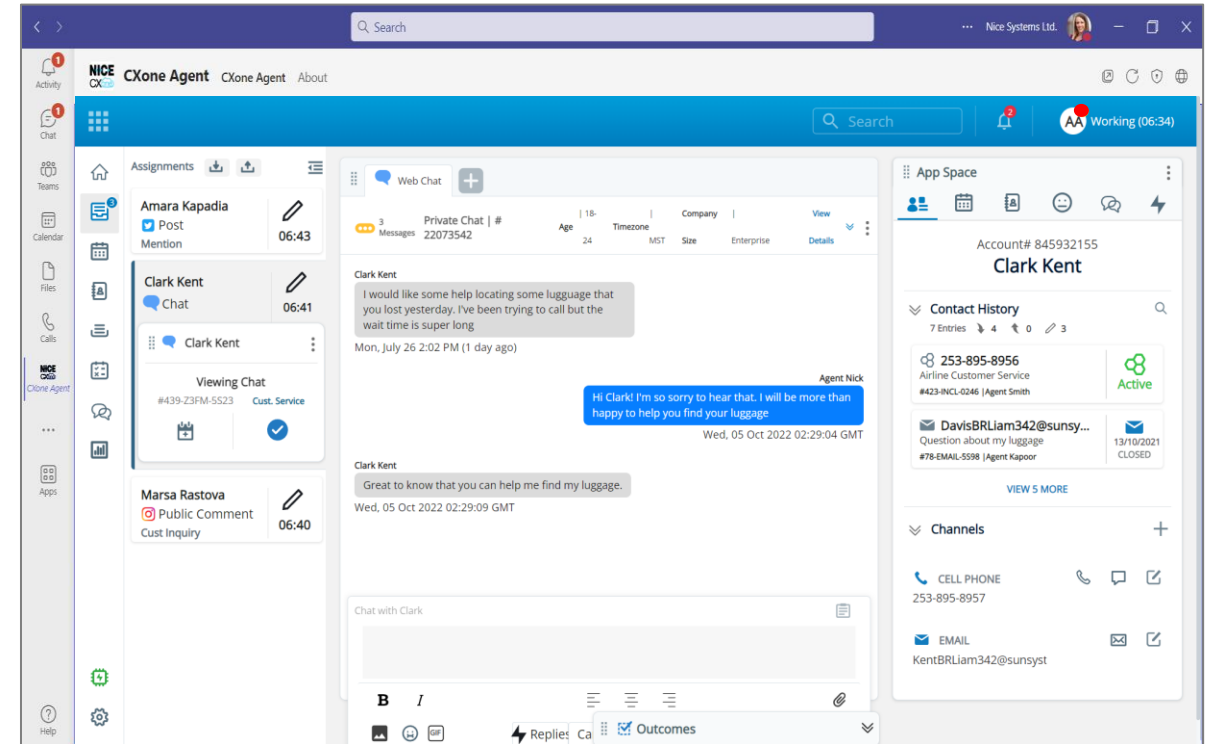 Search
Nice Systems Ltd.
1
Activity
NICE
CXone
CXone Agent CXone Agent About
1
Chat
Search
2
AA
Working (06:34)
Teams
Calendar
Files
Calls
NICE
CXone
CXone Agent
Apps
Help
3
Assignments
Amara Kapadia
Post
Mention
06:43
Clark Kent
Chat
06:41
Clark Kent
Viewing Chat
#439-Z3FM-5S23 Cust. Service
Marsa Rastova
Public Comment
Cust Inquiry
06:40
Web Chat
3
Messages
Private Chat | #
22073542
Age | 18-
24
Timezone |
MST
Company |
Size Enterprise
View
Details
Clark Kent
I would like some help locating some lugguage that
you lost yesterday. I've been trying to call but the
wait time is super long
Mon, July 26 2:02 PM (1 day ago)
Agent Nick
Hi Clark! I'm so sorry to hear that. I will be more than
happy to help you find your luggage
Wed, 05 Oct 2022 02:29:04 GMT
Clark Kent
Great to know that you can help me find my luggage.
Wed, 05 Oct 2022 02:29:09 GMT
Chat with Clark
B I
GIF
Replies Ca
Outcomes
App Space
Account# 845932155
Clark Kent
Contact History
7 Entries 4 0 3
253-895-8956
Airline Customer Service
#423-INCL-0246 |Agent Smith
Active
DavisBRLiam342@sunsy...
Question about my luggage
#78-EMAIL-5598 |Agent Kapoor
13/10/2021
CLOSED
VIEW 5 MORE
Channels
CELL PHONE
253-895-8957
EMAIL
KentBRLiam342@sunsyst